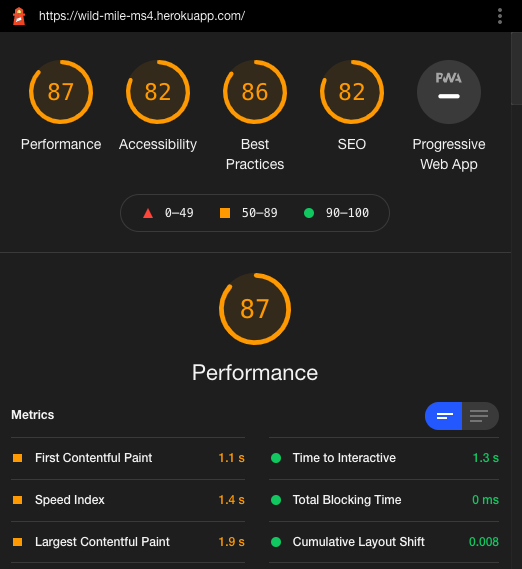 https://wild-mile-ms4.herokuapp.com/
87 82 86 82 PWA
Performance Accessibility Best Practices SEO Progressive Web App
0–49 50–89 90–100
87
Performance
Metrics
First Contentful Paint 1.1 s
Time to Interactive 1.3 s
Speed Index 1.4 s
Total Blocking Time 0 ms
Largest Contentful Paint 1.9 s
Cumulative Layout Shift 0.008